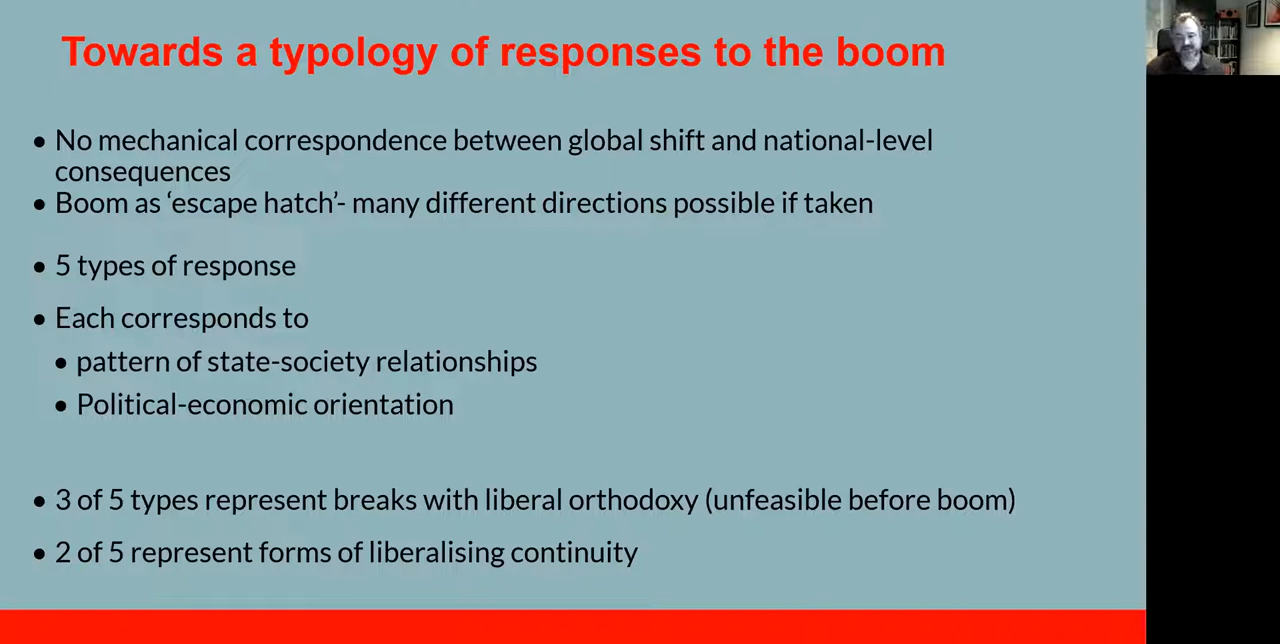 Towards a typology of responses to the boom
• No mechanical correspondence between global shift and national-level
consequences
• Boom as ‘escape hatch’- many different directions possible if taken
• 5 types of response
• Each corresponds to
• pattern of state-society relationships
• Political-economic orientation
• 3 of 5 types represent breaks with liberal orthodoxy (unfeasible before boom)
• 2 of 5 represent forms of liberalising continuity